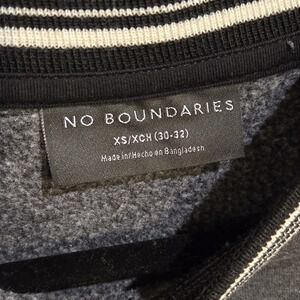 NO BOUNDARIES
XS/XCH (30-32)
Made in/Hecho en Bangladesh